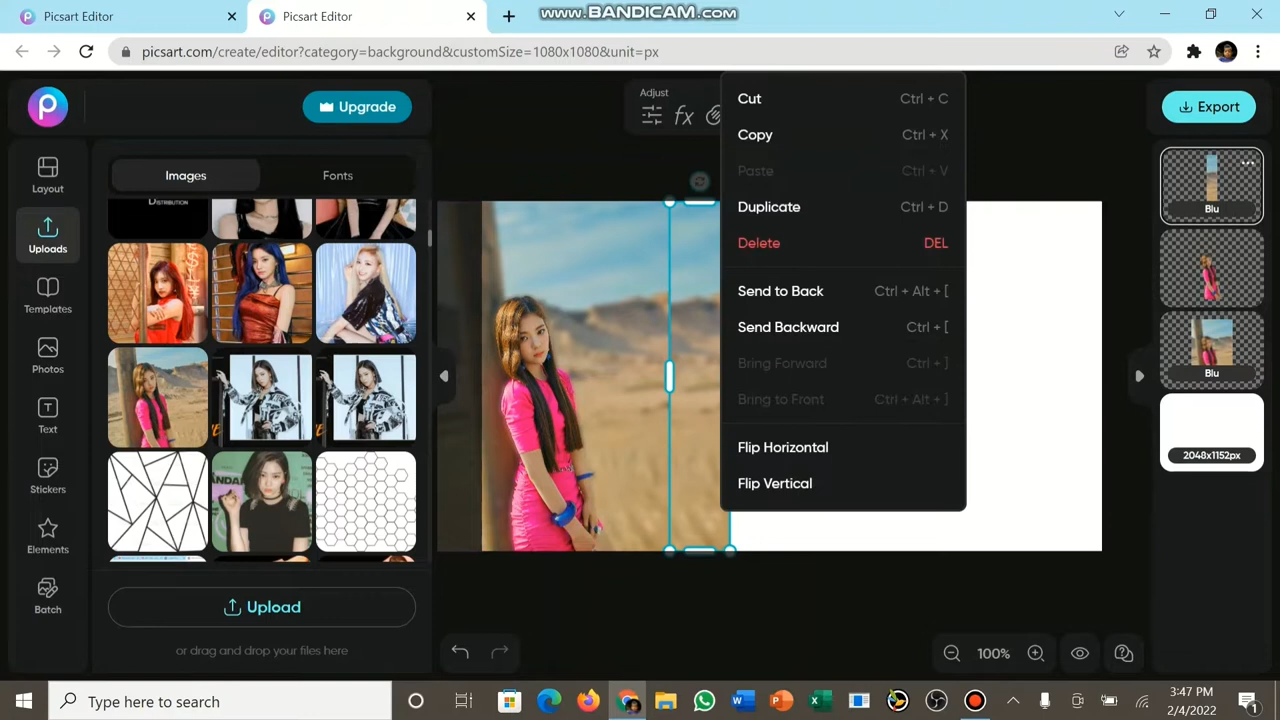 www.BANDICAM.com
Picsart Editor
Picsart Editor
picsart.com/create/editor?category=background&customSize=1080x1080&unit=px
Upgrade
Adjust
fx
Export
Layout
Uploads
Templates
Photos
Text
Stickers
Elements
Batch
Images
Fonts
DISTRIBUTION
Upload
or drag and drop your files here
Cut Ctrl + C
Copy Ctrl + X
Paste Ctrl + V
Duplicate Ctrl + D
Delete DEL
Send to Back Ctrl + Alt + [
Send Backward Ctrl + [
Bring Forward Ctrl + ]
Bring to Front Ctrl + Alt + ]
Flip Horizontal
Flip Vertical
Blu
Blu
2048x1152px
100%
Type here to search
3:47 PM
2/4/2022
1